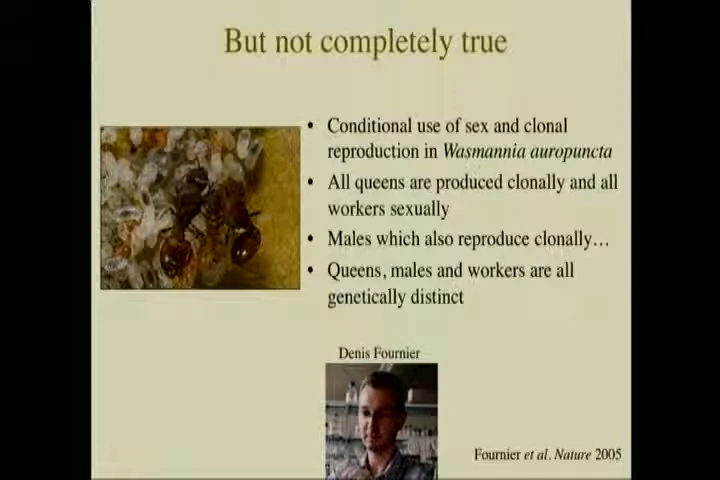 But not completely true
• Conditional use of sex and clonal
reproduction in Wasmannia auropuncta
• All queens are produced clonally and all
workers sexually
• Males which also reproduce clonally…
• Queens, males and workers are all
genetically distinct
Denis Fournier
Fournier et al. Nature 2005